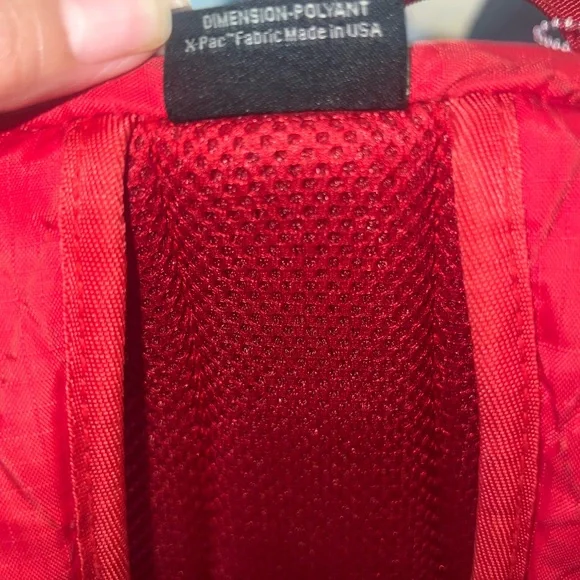 DIMENSION-POLYANT
X-Pac™ Fabric Made in USA